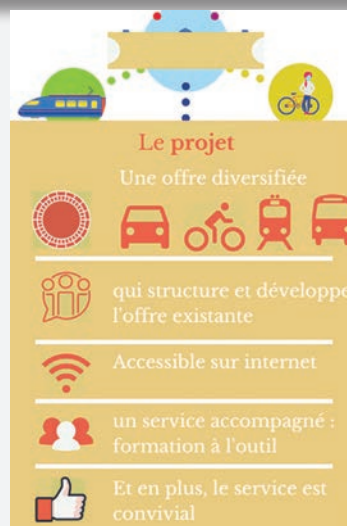 Le projet
Une offre diversifiée
qui structure et développe
l'offre existante
Accessible sur internet
un service accompagné :
formation à l'outil
Et en plus, le service est
convivial